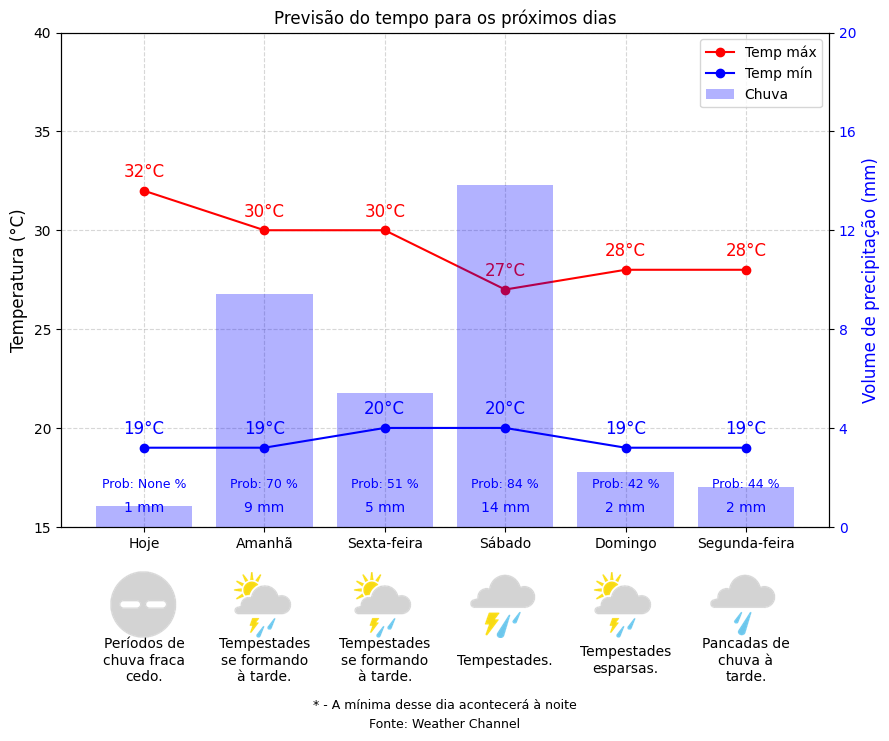 Previsão do tempo para os próximos dias
40
35
30
25
20
15
Temperatura (°C)
20
16
12
8
4
0
Volume de precipitação (mm)
Temp máx
Temp mín
Chuva
32°C
30°C
30°C
27°C
28°C
28°C
19°C
19°C
20°C
20°C
19°C
19°C
Prob: None %
Prob: 70 %
Prob: 51 %
Prob: 84 %
Prob: 42 %
Prob: 44 %
1 mm
9 mm
5 mm
14 mm
2 mm
2 mm
Hoje
Amanhã
Sexta-feira
Sábado
Domingo
Segunda-feira
Períodos de
chuva fraca
cedo.
Tempestades
se formando
à tarde.
Tempestades
se formando
à tarde.
Tempestades.
Tempestades
esparsas.
Pancadas de
chuva à
tarde.
* - A mínima desse dia acontecerá à noite
Fonte: Weather Channel